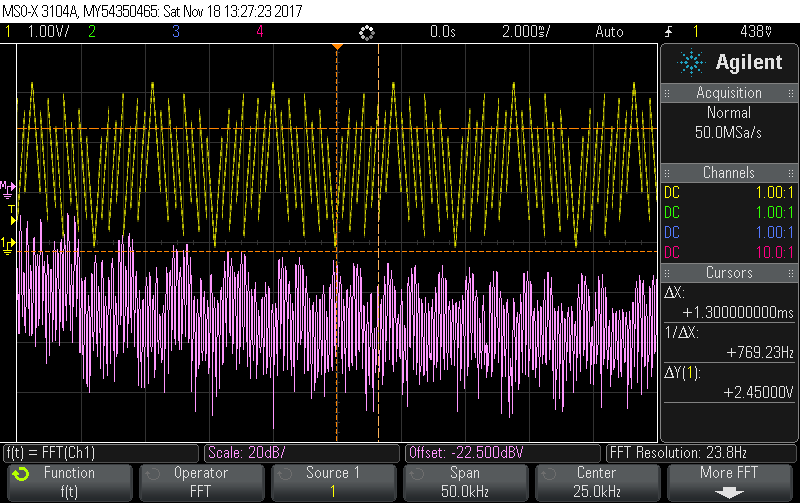 MSO-X 3104A, MY54350465: Sat Nov 18 13:27:23 2017
1 1.00V/ 2 3 4 0.0s 2.000ms/ Auto 1 438mV
Agilent
Acquisition
Normal
50.0MSa/s
Channels
DC 1.00:1
DC 1.00:1
DC 1.00:1
DC 10.0:1
Cursors
ΔX:
+1.300000000ms
1/ΔX:
+769.23Hz
ΔY(1):
+2.45000V
M
T
1
f(t) = FFT(Ch1) Scale: 20dB/ Offset: -22.500dBV FFT Resolution: 23.8Hz
Function Operator Source 1 Span Center More FFT
f(t) FFT 1 50.0kHz 25.0kHz